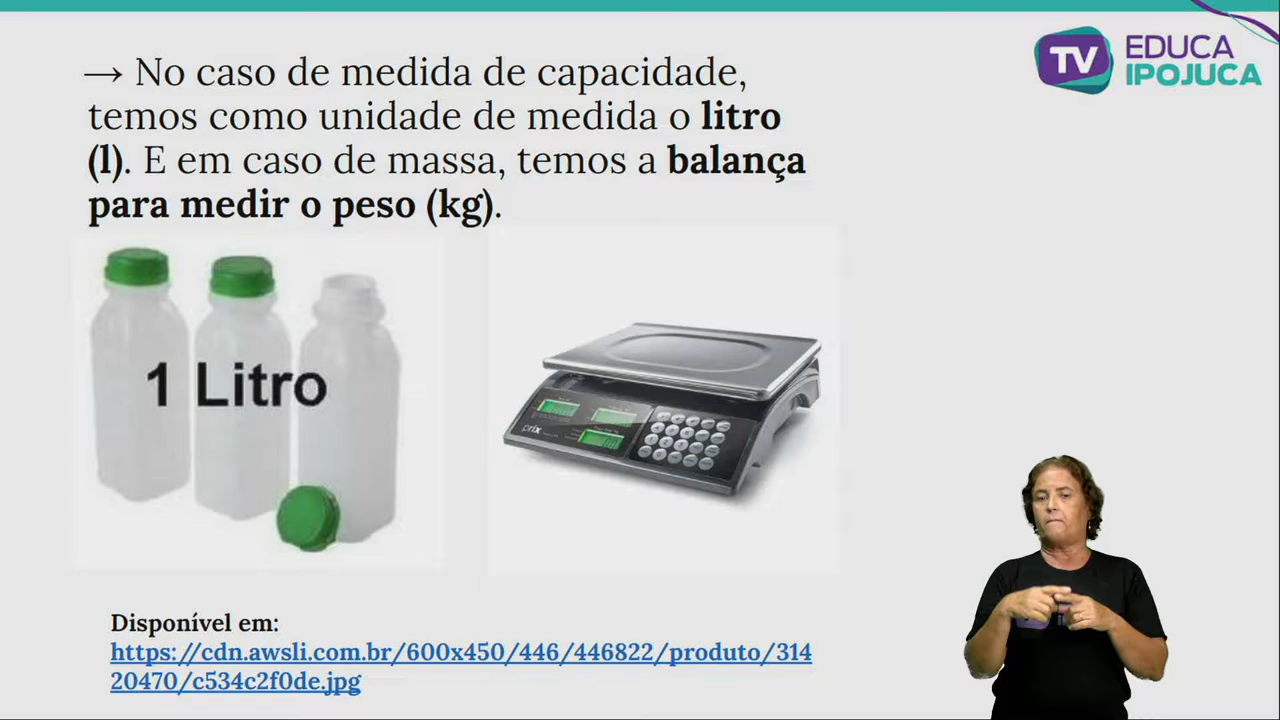 → No caso de medida de capacidade,
temos como unidade de medida o litro
(l). E em caso de massa, temos a balança
para medir o peso (kg).
TV EDUCA
IPOJUCA
1 Litro
prix
Disponível em:
https://cdn.awsli.com.br/600x450/446/446822/produto/314
20470/c534c2f0de.jpg